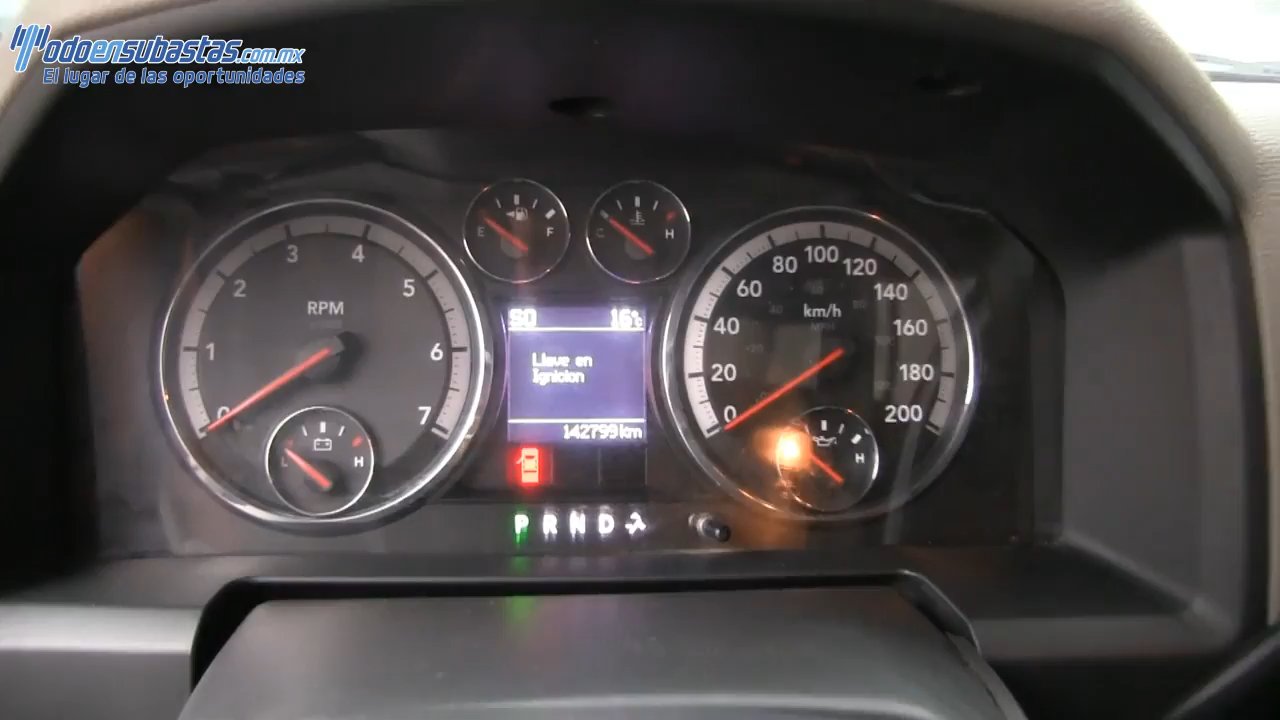 Todoensubastas.com.mx
El lugar de las oportunidades
E F
C H
0 1 2 3 4 5 6 7
RPM
L H
SO 16°C
Llave en
Ignicion
142799km
0 20 40 60 80 100 120 140 160 180 200
km/h
MPH
H
P R N D